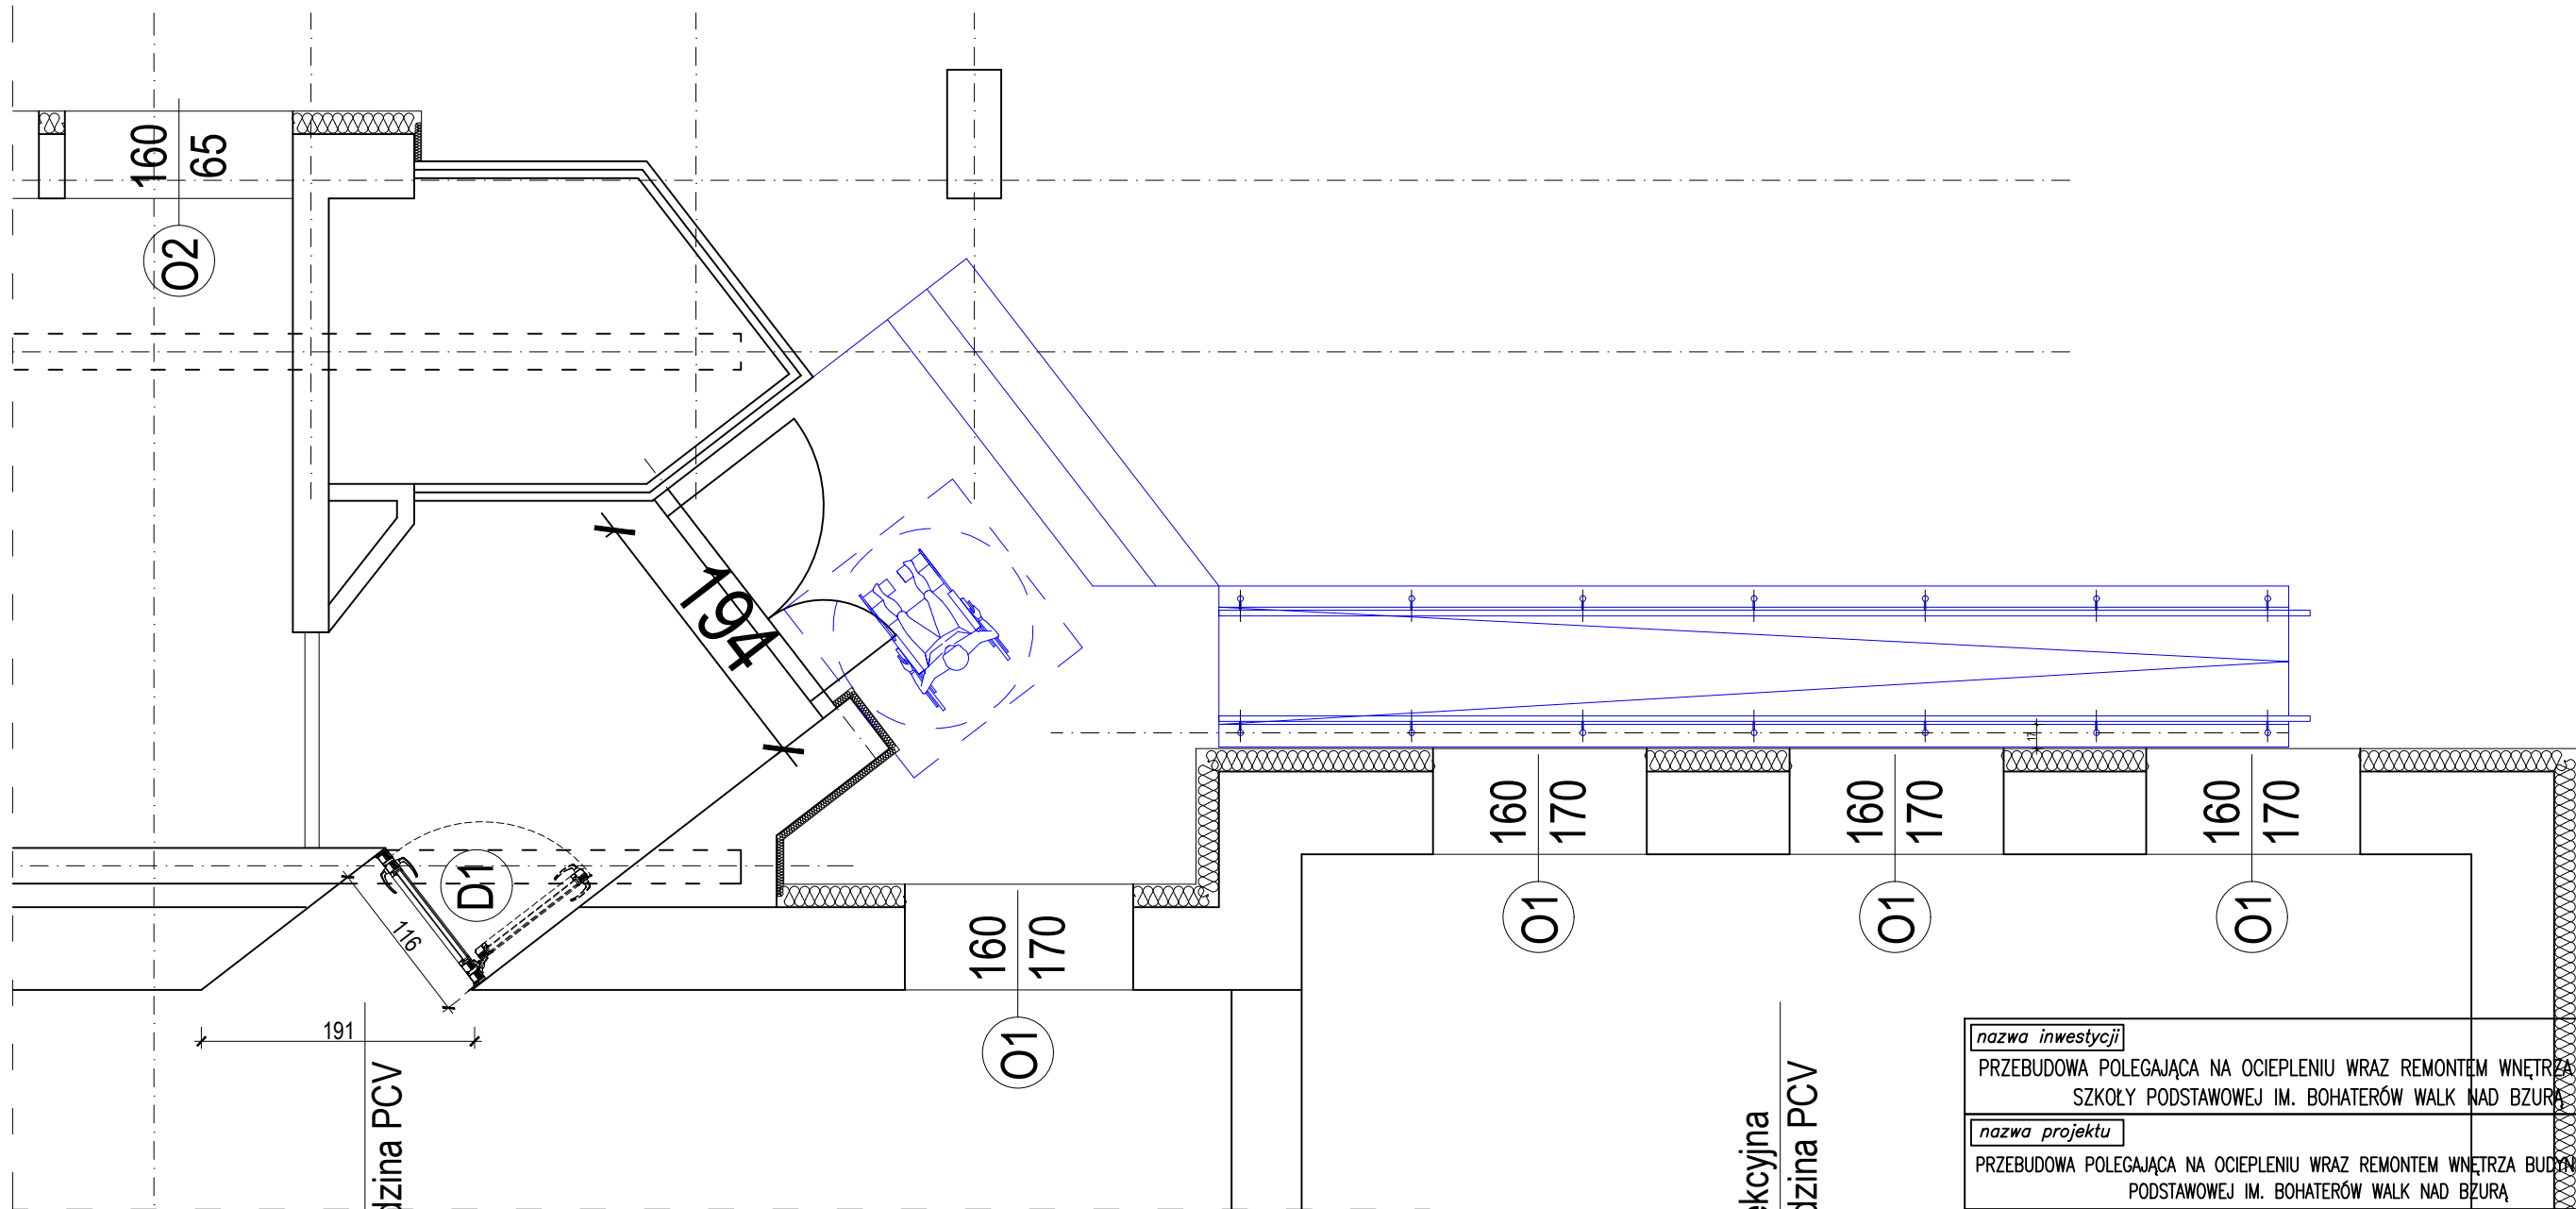 160
65
O2
194
D1
116
191
dzina PCV
160
170
O1
17
160
170
O1
160
170
O1
160
170
O1
ekcyjna
dzina PCV
nazwa inwestycji
PRZEBUDOWA POLEGAJĄCA NA OCIEPLENIU WRAZ REMONTEM WNĘTRZA
SZKOŁY PODSTAWOWEJ IM. BOHATERÓW WALK NAD BZURĄ
nazwa projektu
PRZEBUDOWA POLEGAJĄCA NA OCIEPLENIU WRAZ REMONTEM WNĘTRZA BUDYN
PODSTAWOWEJ IM. BOHATERÓW WALK NAD BZURĄ